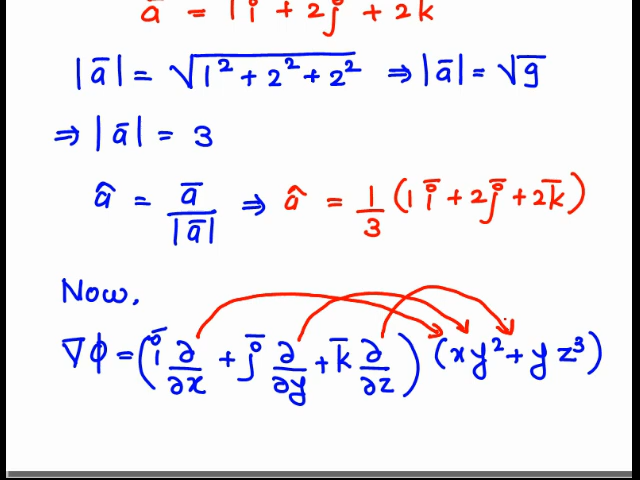 ā = 1ī + 2j̄ + 2k
|ā| = √(1² + 2² + 2²) ⇒ |ā| = √9
⇒ |ā| = 3
â = ā/|ā| ⇒ â = 1/3 (1ī + 2j̄ + 2k̄)
Now,
∇φ = (ī ∂/∂x + j̄ ∂/∂y + k̄ ∂/∂z) (xy² + yz³)